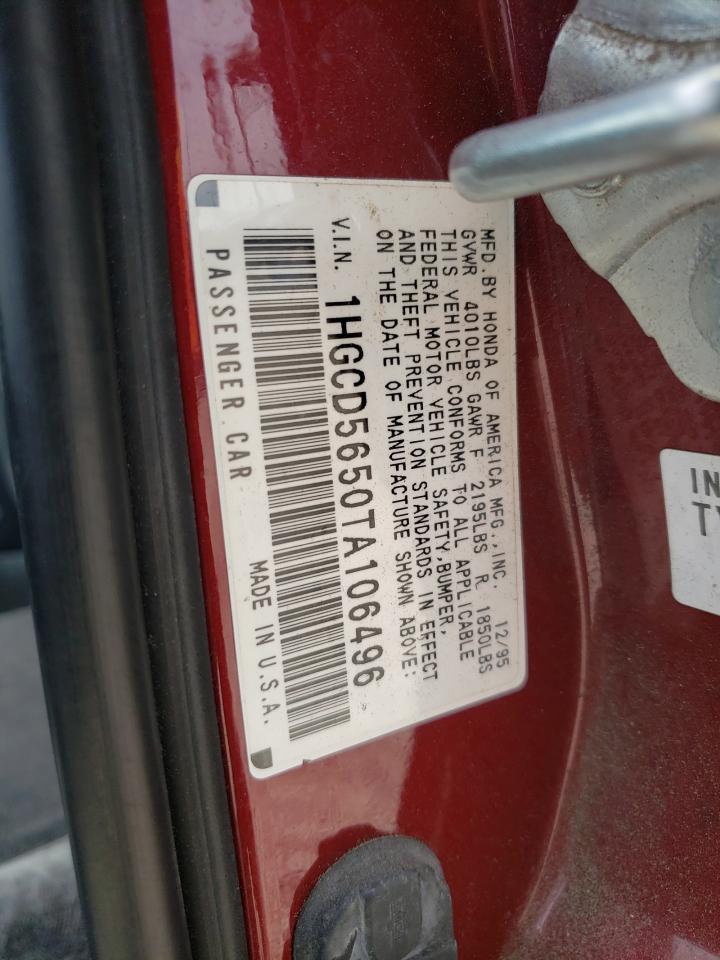 MFD. BY HONDA OF AMERICA MFG., INC. 12/95
GVWR 4010LBS GAWR F 2195LBS R 1850LBS
THIS VEHICLE CONFORMS TO ALL APPLICABLE
FEDERAL MOTOR VEHICLE SAFETY, BUMPER,
AND THEFT PREVENTION STANDARDS IN EFFECT
ON THE DATE OF MANUFACTURE SHOWN ABOVE:
V.I.N. 1HGCD5650TA106496
PASSENGER CAR MADE IN U.S.A.
IN
TY